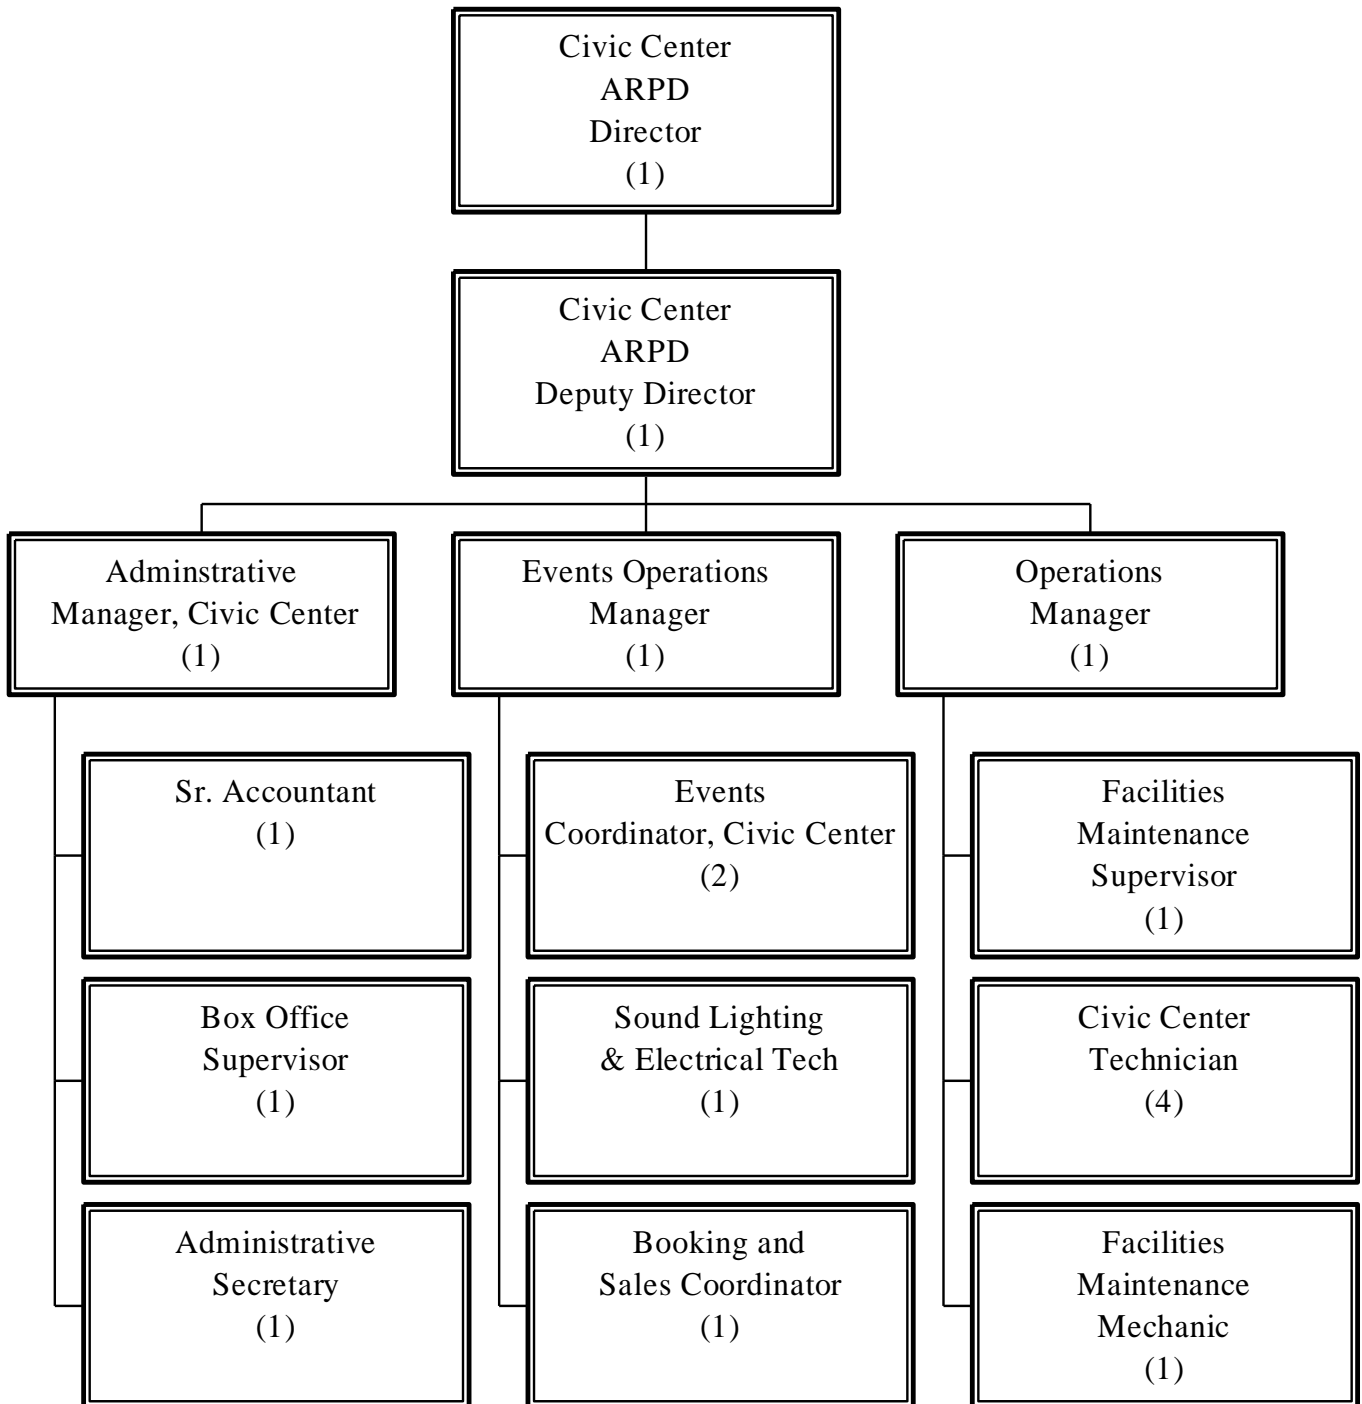 Civic Center
ARPD
Director
(1)
Civic Center
ARPD
Deputy Director
(1)
Adminstrative
Manager, Civic Center
(1)
Sr. Accountant
(1)
Box Office
Supervisor
(1)
Administrative
Secretary
(1)
Events Operations
Manager
(1)
Events
Coordinator, Civic Center
(2)
Sound Lighting
& Electrical Tech
(1)
Booking and
Sales Coordinator
(1)
Operations
Manager
(1)
Facilities
Maintenance
Supervisor
(1)
Civic Center
Technician
(4)
Facilities
Maintenance
Mechanic
(1)